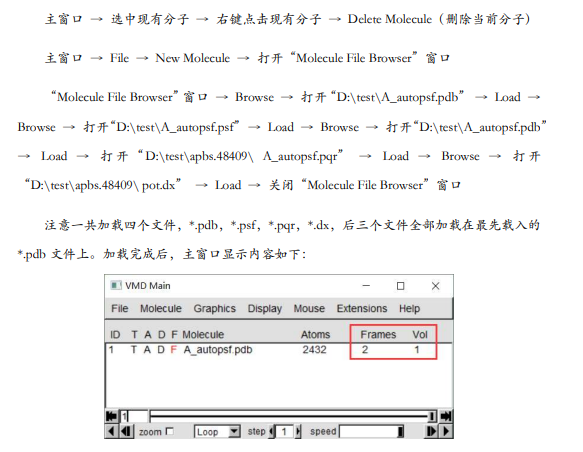 主窗口 → 选中现有分子 → 右键点击现有分子 → Delete Molecule（删除当前分子）
主窗口 → File → New Molecule → 打开“Molecule File Browser”窗口
“Molecule File Browser”窗口 → Browse → 打开“D:\test\A_autopsf.pdb” → Load →
Browse → 打开“D:\test\A_autopsf.psf” → Load → Browse → 打开“D:\test\A_autopsf.pdb”
→ Load → 打开“D:\test\apbs.48409\ A_autopsf.pqr” → Load → Browse → 打开
“D:\test\apbs.48409\ pot.dx” → Load → 关闭“Molecule File Browser”窗口
注意一共加载四个文件，*.pdb，*.psf，*.pqr，*.dx，后三个文件全部加载在最先载入的
*.pdb 文件上。加载完成后，主窗口显示内容如下：
VMD Main
File Molecule Graphics Display Mouse Extensions Help
ID T A D F Molecule Atoms Frames Vol
1 T A D F A_autopsf.pdb 2432 2 1
1
zoom Loop step 1 speed